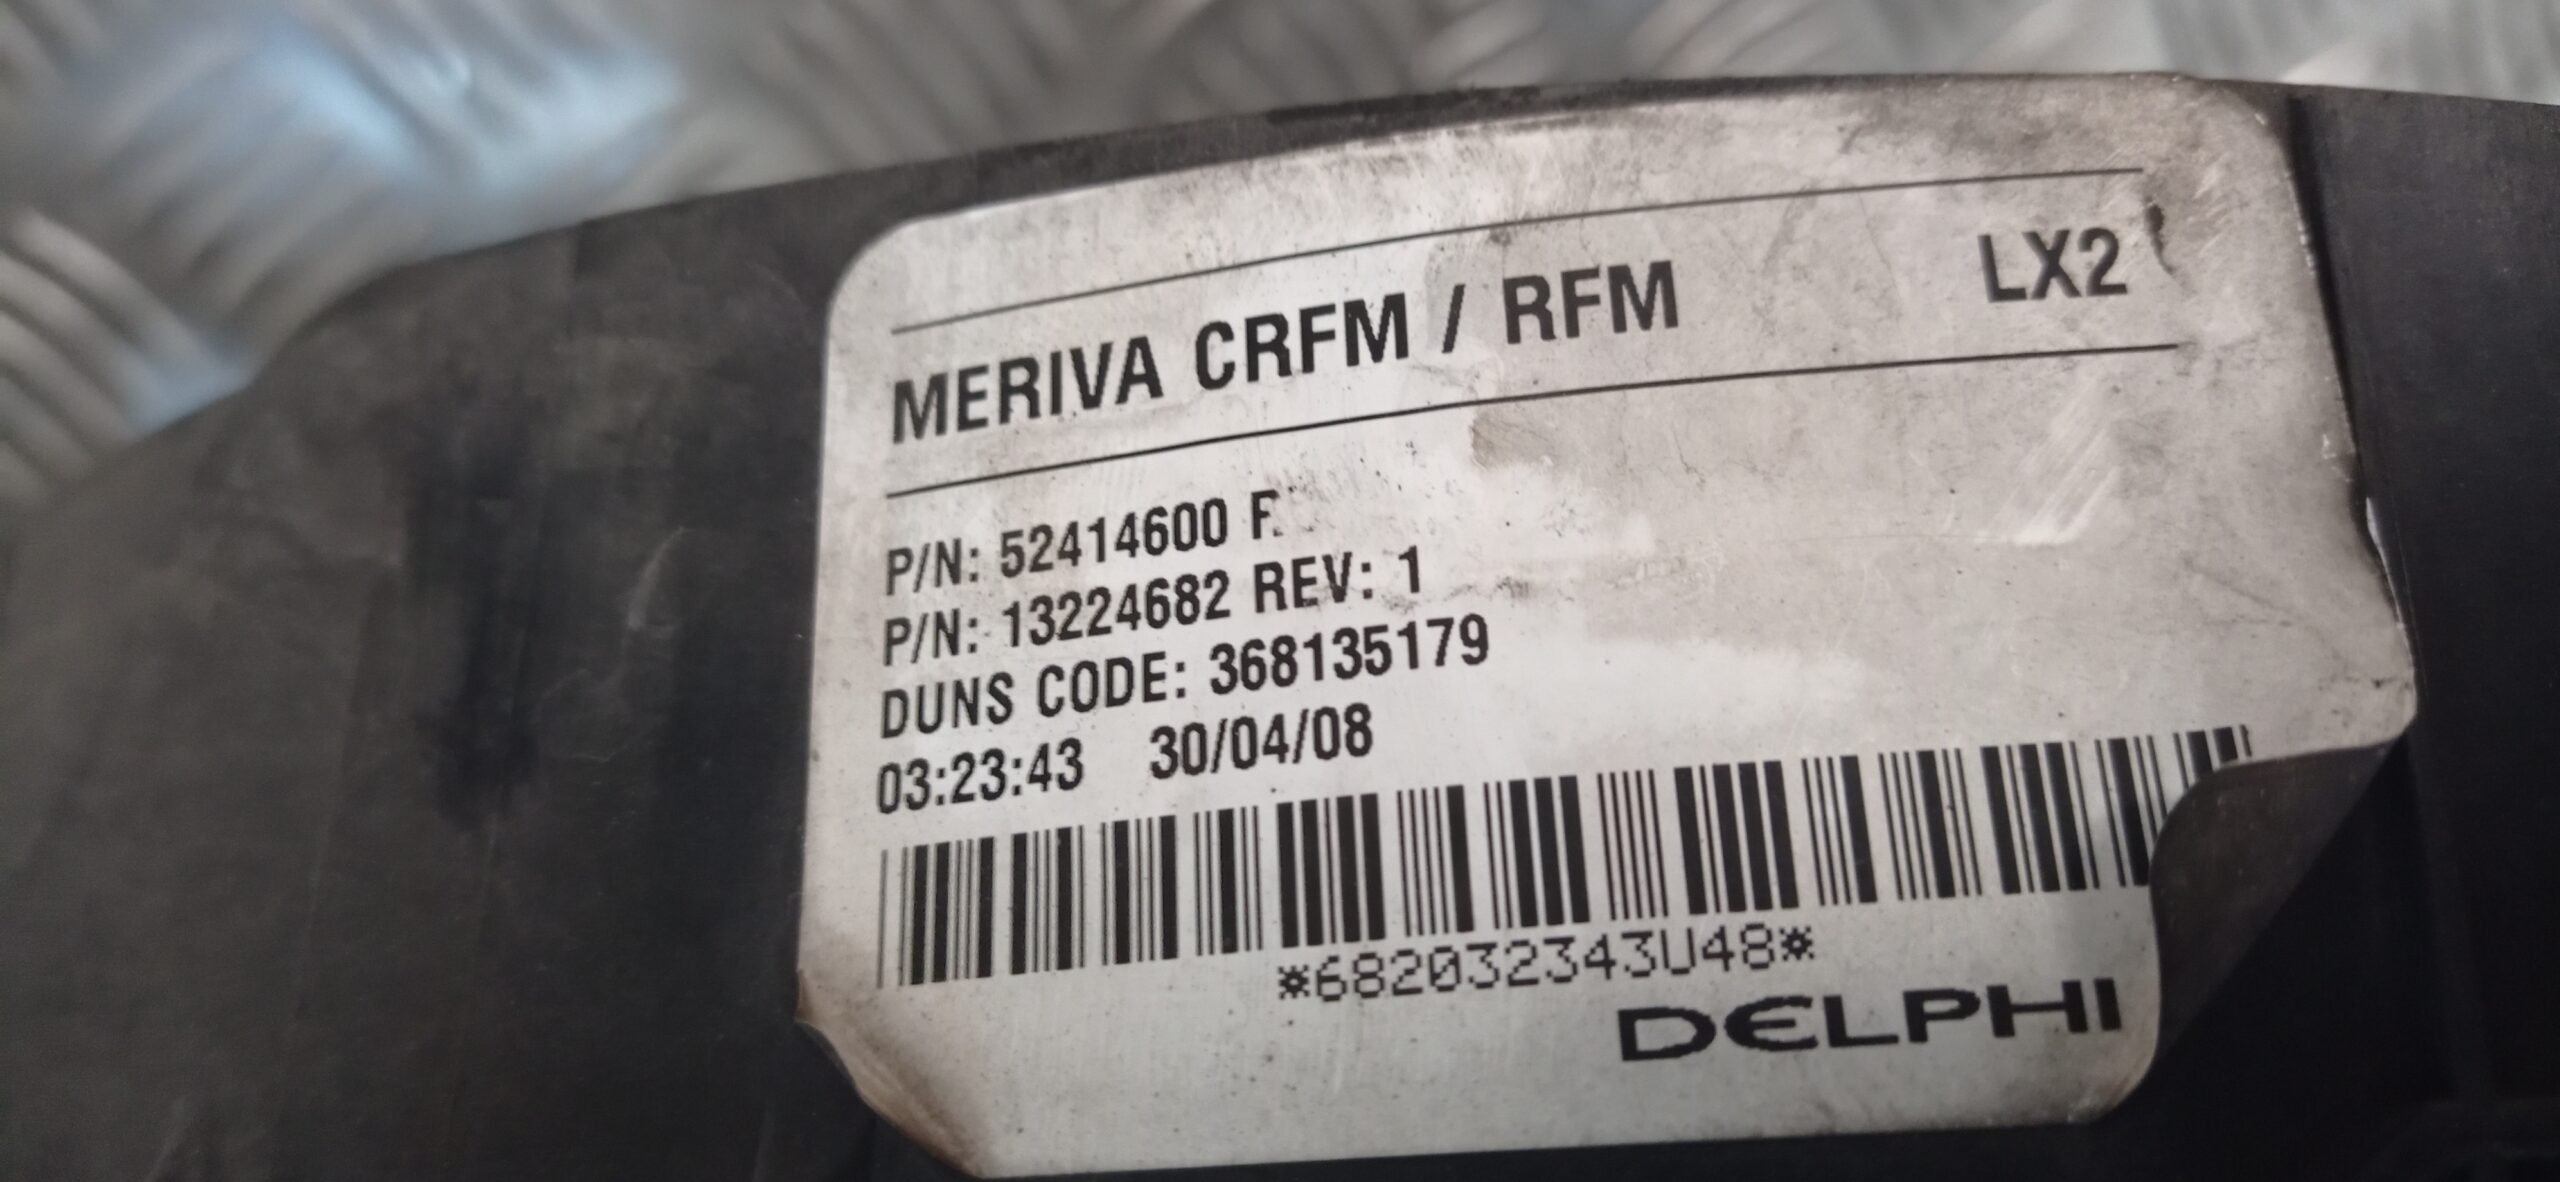 MERIVA CRFM / RFM LX2
P/N: 52414600
P/N: 13224682 REV: 1
DUNS CODE: 368135179
03:23:43 30/04/08
*682032343U48*
DELPHI